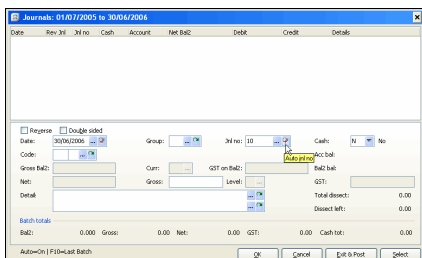 Journals: 01/07/2005 to 30/06/2006
Date Rev Jnl Jnl no Cash Account Net Bal2 Debit Credit Details
Reverse Double sided
Date: 30/06/2006 ... Group: ... Jnl no: 10 ... Cash: N No
Auto jnl no
Code: ... Acc bal:
Gross Bal2: Curr: ... GST on Bal2: Bal2 bal:
Net: Gross: Level: ... GST:
Detail: ... Total dissect: 0.00
... Dissect left: 0.00
Batch totals
Bal2: 0.000 Gross: 0.00 Net: 0.00 GST: 0.00 Cash tot: 0.00
Auto=On | F10=Last Batch OK Cancel Exit & Post Select